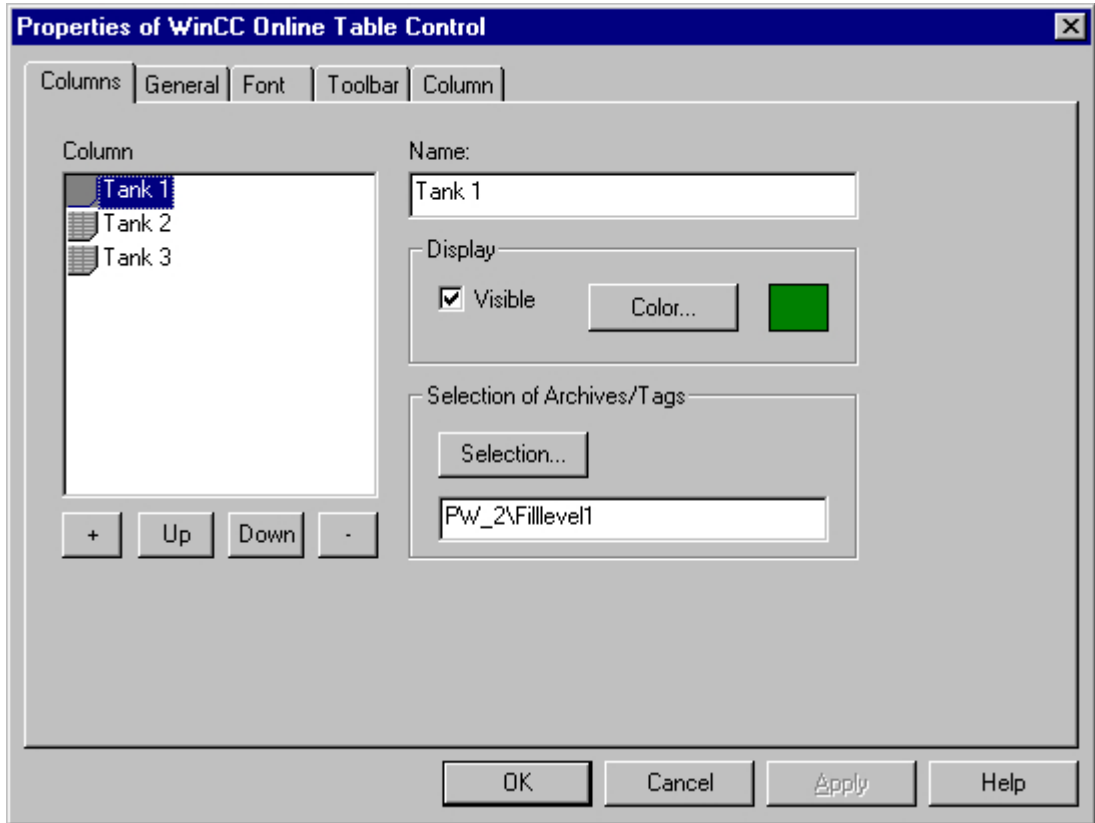 Properties of WinCC Online Table Control
Columns General Font Toolbar Column
Column
Tank 1
Tank 2
Tank 3
+ Up Down -
Name:
Tank 1
Display
Visible Color...
Selection of Archives/Tags
Selection...
PW_2\Filllevel1
OK Cancel Apply Help